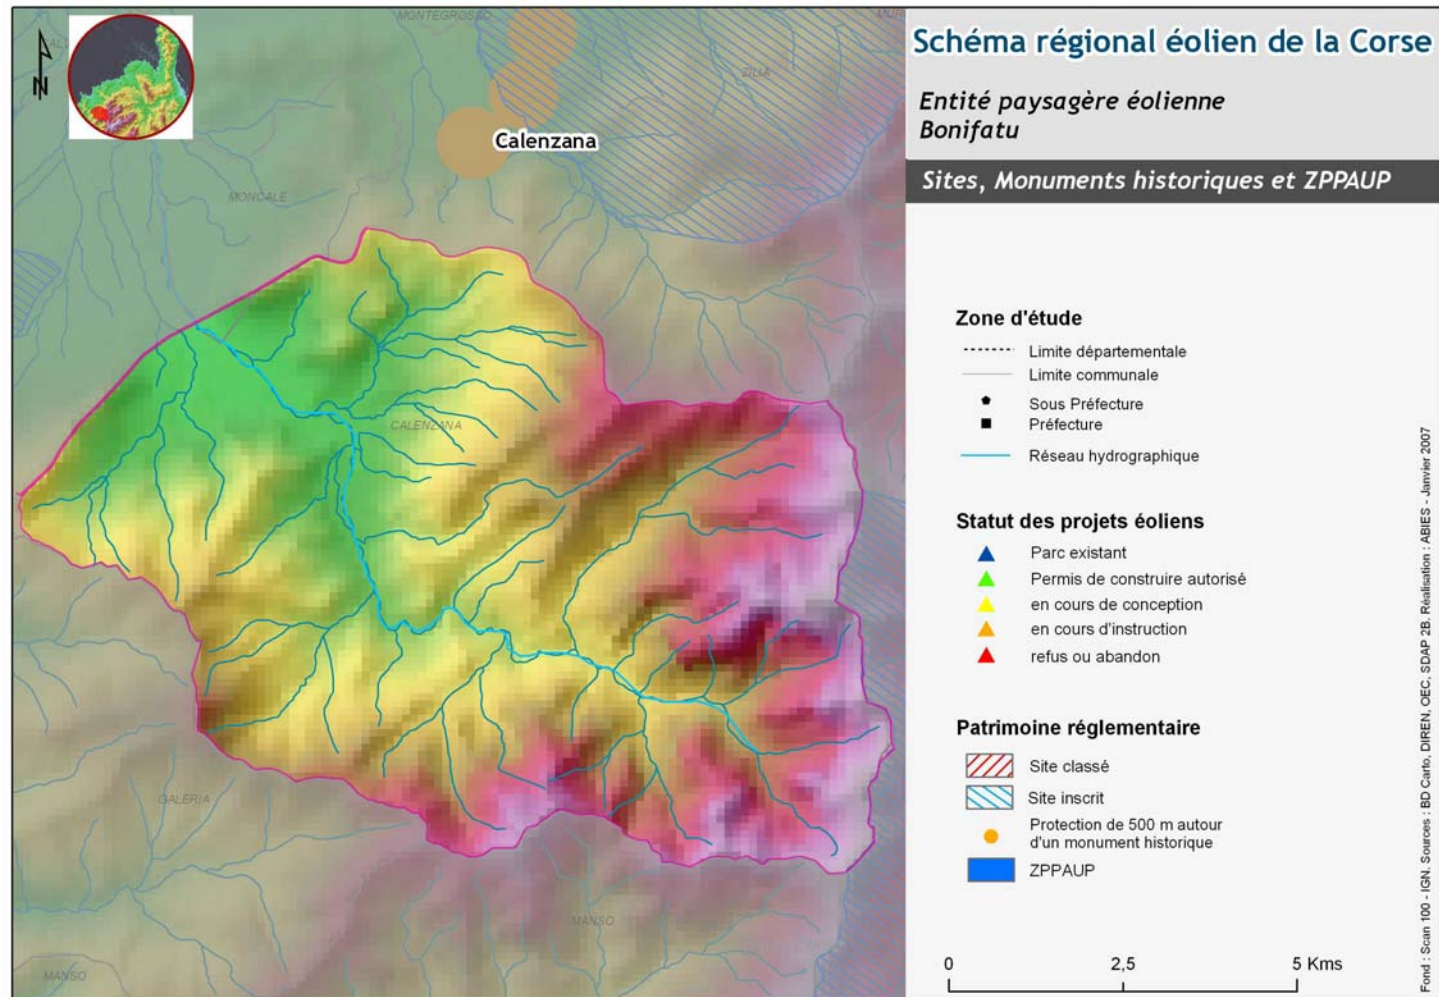 MONTEGROSSO
ZILIA
N
Calenzana
MONCALE
CALENZANA
GALERIA
MANSO
MANSO
Schéma régional éolien de la Corse
Entité paysagère éolienne
Bonifatu
Sites, Monuments historiques et ZPPAUP
Zone d'étude
Limite départementale
Limite communale
Sous Préfecture
Préfecture
Réseau hydrographique
Statut des projets éoliens
Parc existant
Permis de construire autorisé
en cours de conception
en cours d'instruction
refus ou abandon
Patrimoine réglementaire
Site classé
Site inscrit
Protection de 500 m autour
d'un monument historique
ZPPAUP
0 2,5 5 Kms
Fond : Scan 100 - IGN. Sources : BD Carto, DIREN, OEC, SDAP 2B. Réalisation : ABIES - Janvier 2007